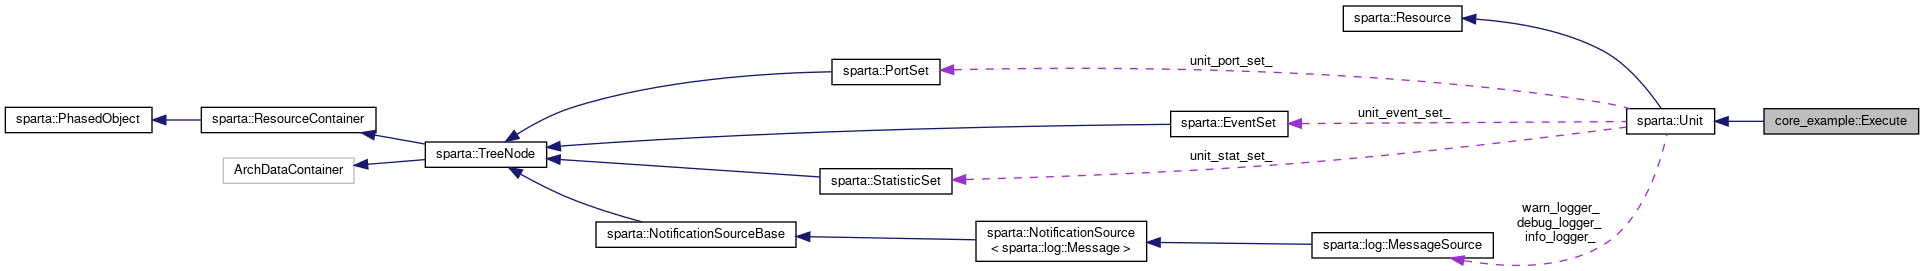 sparta::Resource
unit_port_set_
sparta::PortSet
sparta::PhasedObject
sparta::ResourceContainer
unit_event_set_
sparta::EventSet
sparta::Unit
core_example::Execute
sparta::TreeNode
ArchDataContainer
unit_stat_set_
sparta::StatisticSet
sparta::NotificationSourceBase
sparta::NotificationSource
< sparta::log::Message >
sparta::log::MessageSource
warn_logger_
debug_logger_
info_logger_